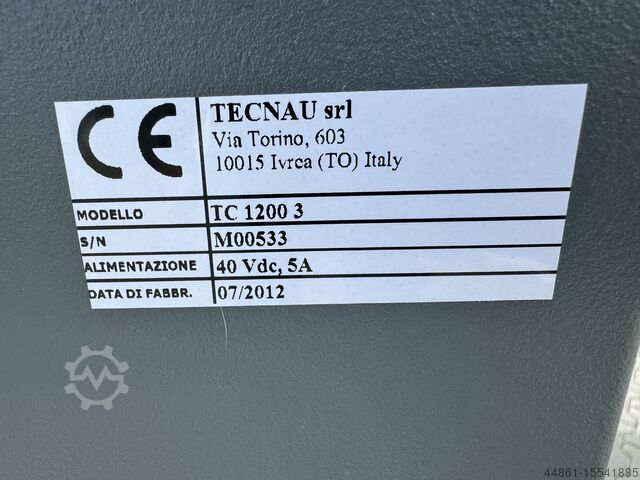 CE
TECNAU srl
Via Torino, 603
10015 Ivrea (TO) Italy
MODELLO TC 1200 3
S/N M00533
ALIMENTAZIONE 40 Vdc, 5A
DATA DI FABBR. 07/2012
44861-15541885